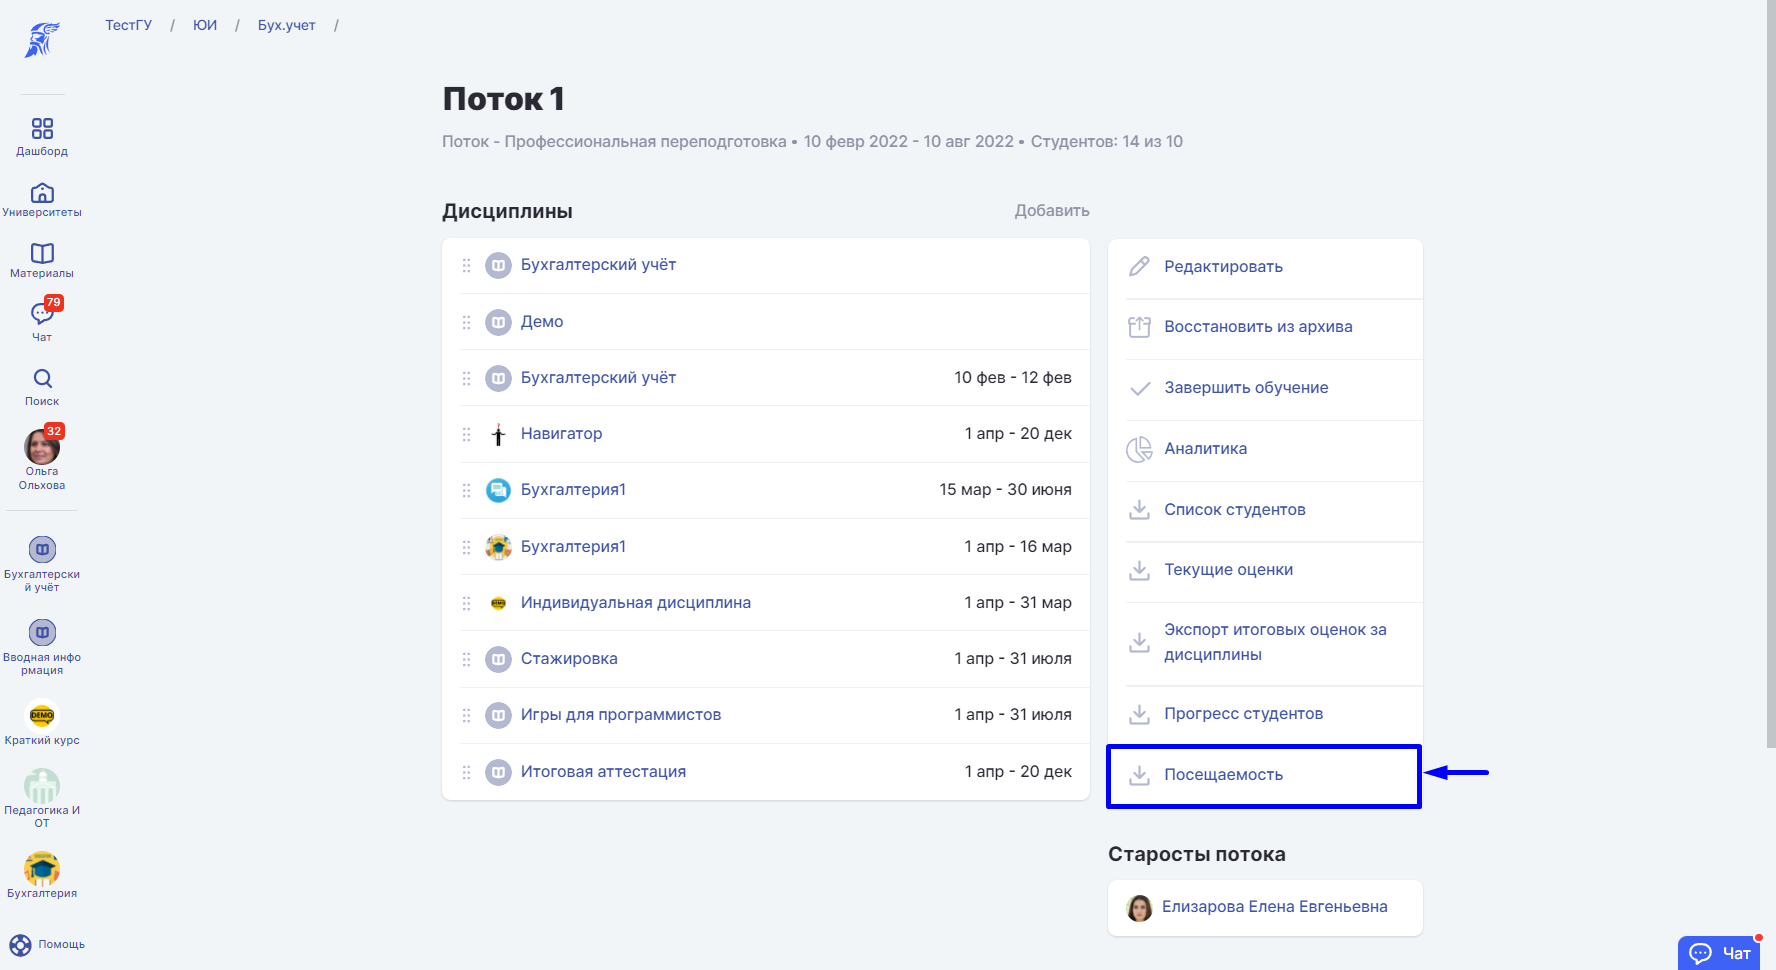 ТестГУ / ЮИ / Бух.учет /
Дашборд
Университеты
Материалы
79
Чат
Поиск
32
Ольга
Ольхова
Бухгалтерски
й учёт
Вводная инфо
рмация
DEMO
Краткий курс
Педагогика И
ОТ
Бухгалтерия
Помощь
Поток 1
Поток - Профессиональная переподготовка • 10 февр 2022 - 10 авг 2022 • Студентов: 14 из 10
Дисциплины Добавить
Бухгалтерский учёт
Демо
Бухгалтерский учёт 10 фев - 12 фев
Навигатор 1 апр - 20 дек
Бухгалтерия1 15 мар - 30 июня
Бухгалтерия1 1 апр - 16 мар
DEMO Индивидуальная дисциплина 1 апр - 31 мар
Стажировка 1 апр - 31 июля
Игры для программистов 1 апр - 31 июля
Итоговая аттестация 1 апр - 20 дек
Редактировать
Восстановить из архива
Завершить обучение
Аналитика
Список студентов
Текущие оценки
Экспорт итоговых оценок за
дисциплины
Прогресс студентов
Посещаемость
Старосты потока
Елизарова Елена Евгеньевна
Чат